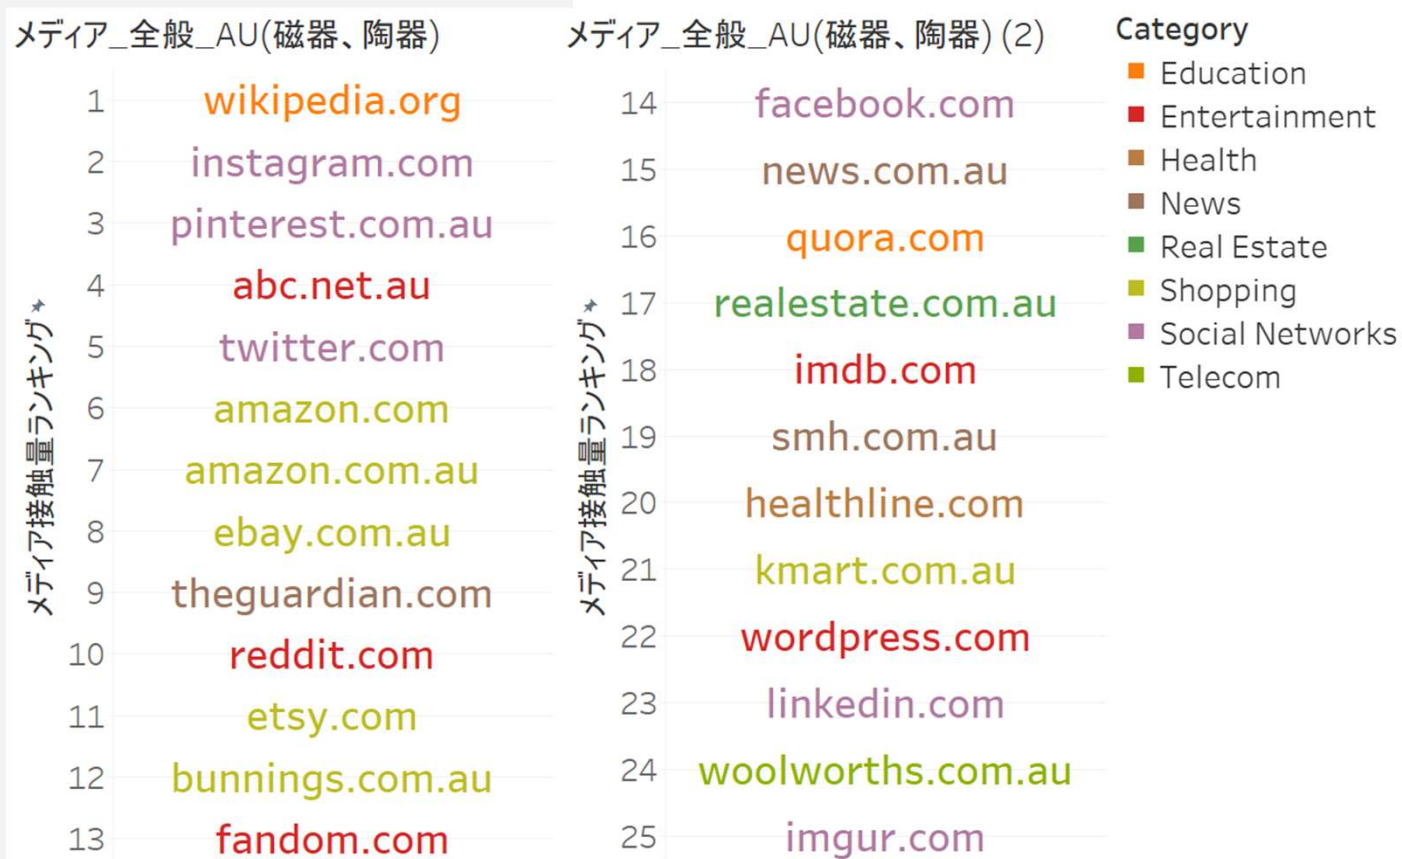 メディア_全般_AU(磁器、陶器)
メディア接触量ランキング
1 wikipedia.org
2 instagram.com
3 pinterest.com.au
4 abc.net.au
5 twitter.com
6 amazon.com
7 amazon.com.au
8 ebay.com.au
9 theguardian.com
10 reddit.com
11 etsy.com
12 bunnings.com.au
13 fandom.com
メディア_全般_AU(磁器、陶器) (2)
メディア接触量ランキング
14 facebook.com
15 news.com.au
16 quora.com
17 realestate.com.au
18 imdb.com
19 smh.com.au
20 healthline.com
21 kmart.com.au
22 wordpress.com
23 linkedin.com
24 woolworths.com.au
25 imgur.com
Category
Education
Entertainment
Health
News
Real Estate
Shopping
Social Networks
Telecom